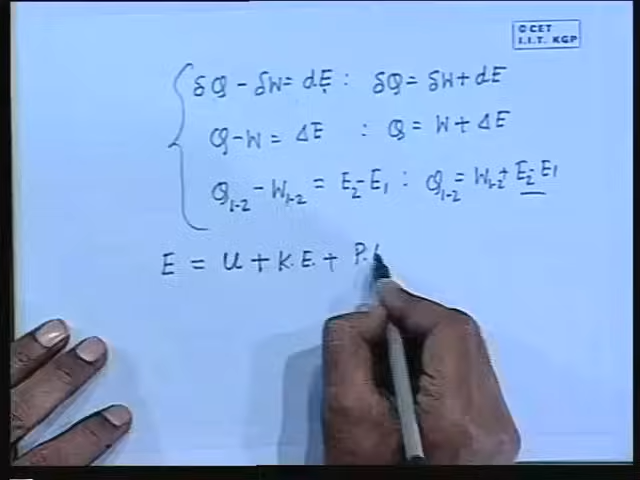 © CET
I.I.T. KGP
δQ - δW = dE : δQ = δW + dE
Q - W = ΔE : Q = W + ΔE
Q₁₋₂ - W₁₋₂ = E₂ - E₁ : Q₁₋₂ = W₁₋₂ + E₂ - E₁
E = U + K.E. + P.